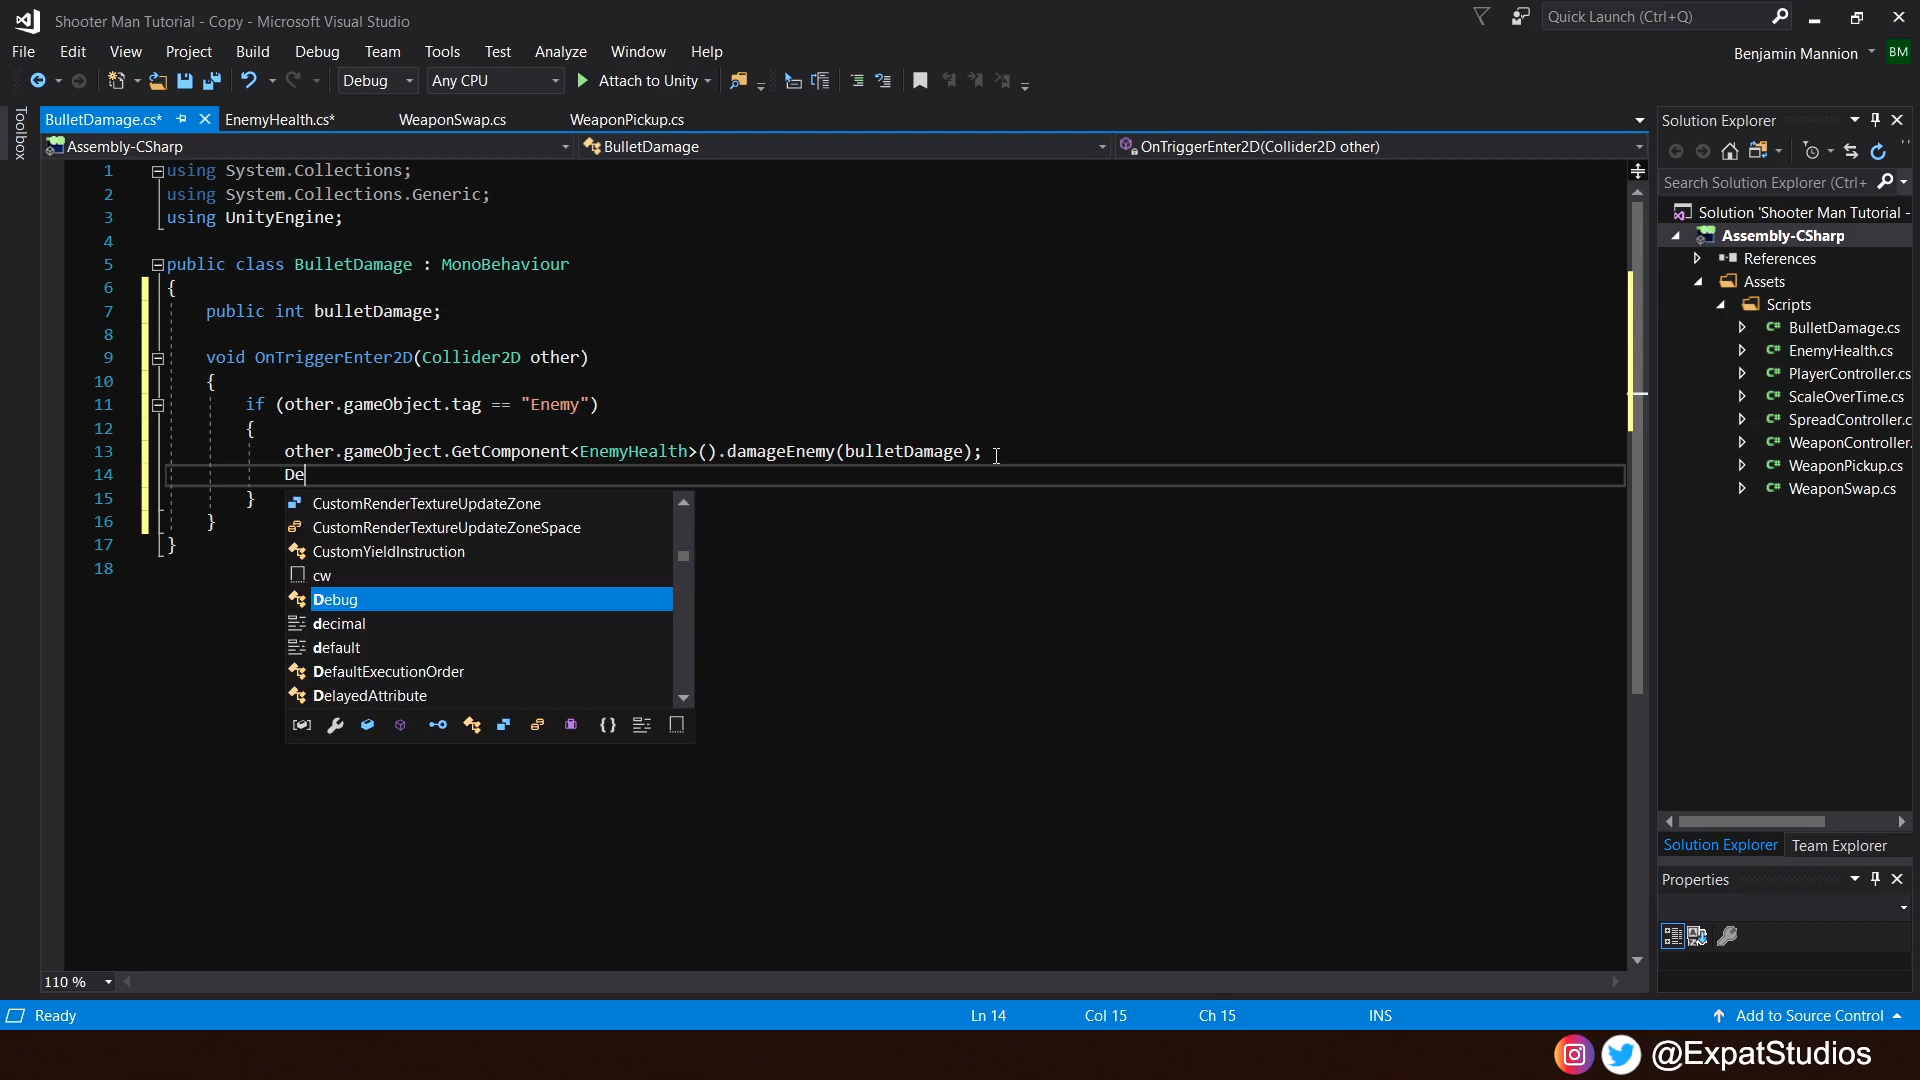 Shooter Man Tutorial - Copy - Microsoft Visual Studio
Quick Launch (Ctrl+Q)
File Edit View Project Build Debug Team Tools Test Analyze Window Help
Benjamin Mannion BM
Debug Any CPU Attach to Unity
Toolbox
BulletDamage.cs* EnemyHealth.cs* WeaponSwap.cs WeaponPickup.cs
Assembly-CSharp BulletDamage OnTriggerEnter2D(Collider2D other)
1 using System.Collections;
2 using System.Collections.Generic;
3 using UnityEngine;
4
5 public class BulletDamage : MonoBehaviour
6 {
7 public int bulletDamage;
8
9 void OnTriggerEnter2D(Collider2D other)
10 {
11 if (other.gameObject.tag == "Enemy")
12 {
13 other.gameObject.GetComponent<EnemyHealth>().damageEnemy(bulletDamage);
14 De
15 }
16 }
17 }
18
CustomRenderTextureUpdateZone
CustomRenderTextureUpdateZoneSpace
CustomYieldInstruction
cw
Debug
decimal
default
DefaultExecutionOrder
DelayedAttribute
Solution Explorer
Search Solution Explorer (Ctrl+
Solution 'Shooter Man Tutorial -
Assembly-CSharp
References
Assets
Scripts
BulletDamage.cs
EnemyHealth.cs
PlayerController.cs
ScaleOverTime.cs
SpreadController.c
WeaponController.
WeaponPickup.cs
WeaponSwap.cs
Solution Explorer Team Explorer
Properties
110 %
Ready Ln 14 Col 15 Ch 15 INS Add to Source Control
@ExpatStudios